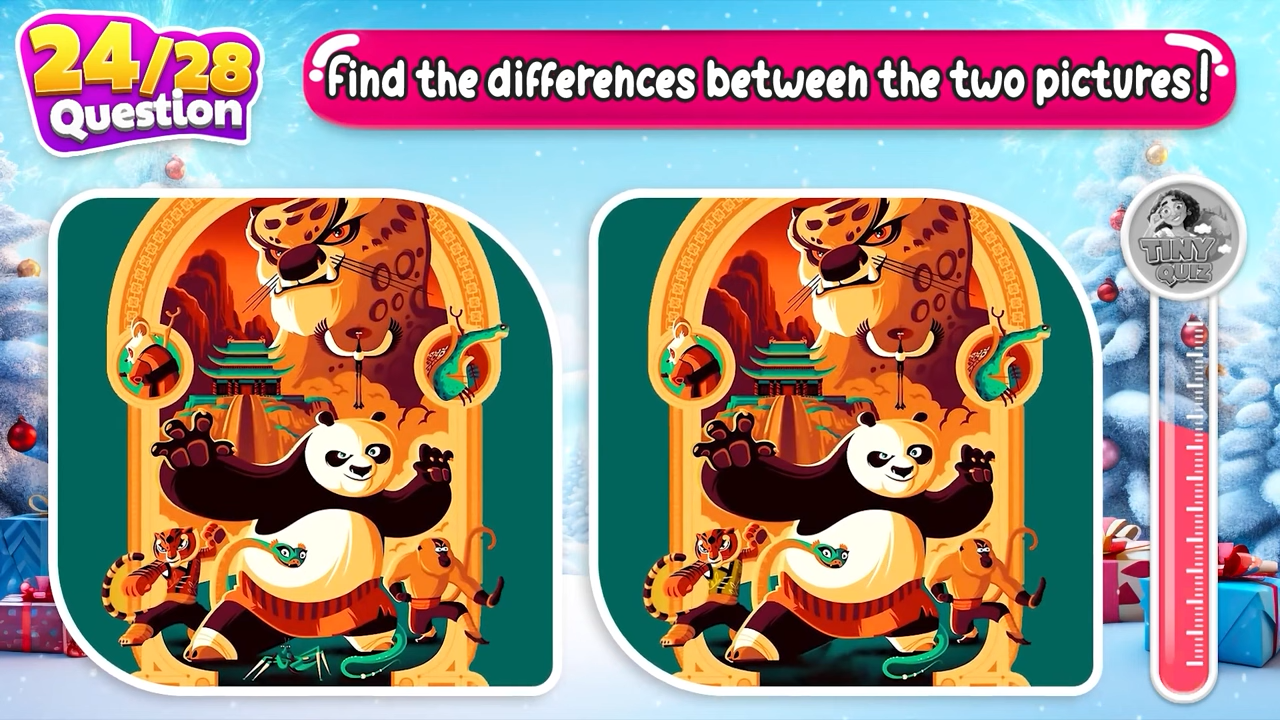 24/28
Question
Find the differences between the two pictures!
TINY
QUIZ